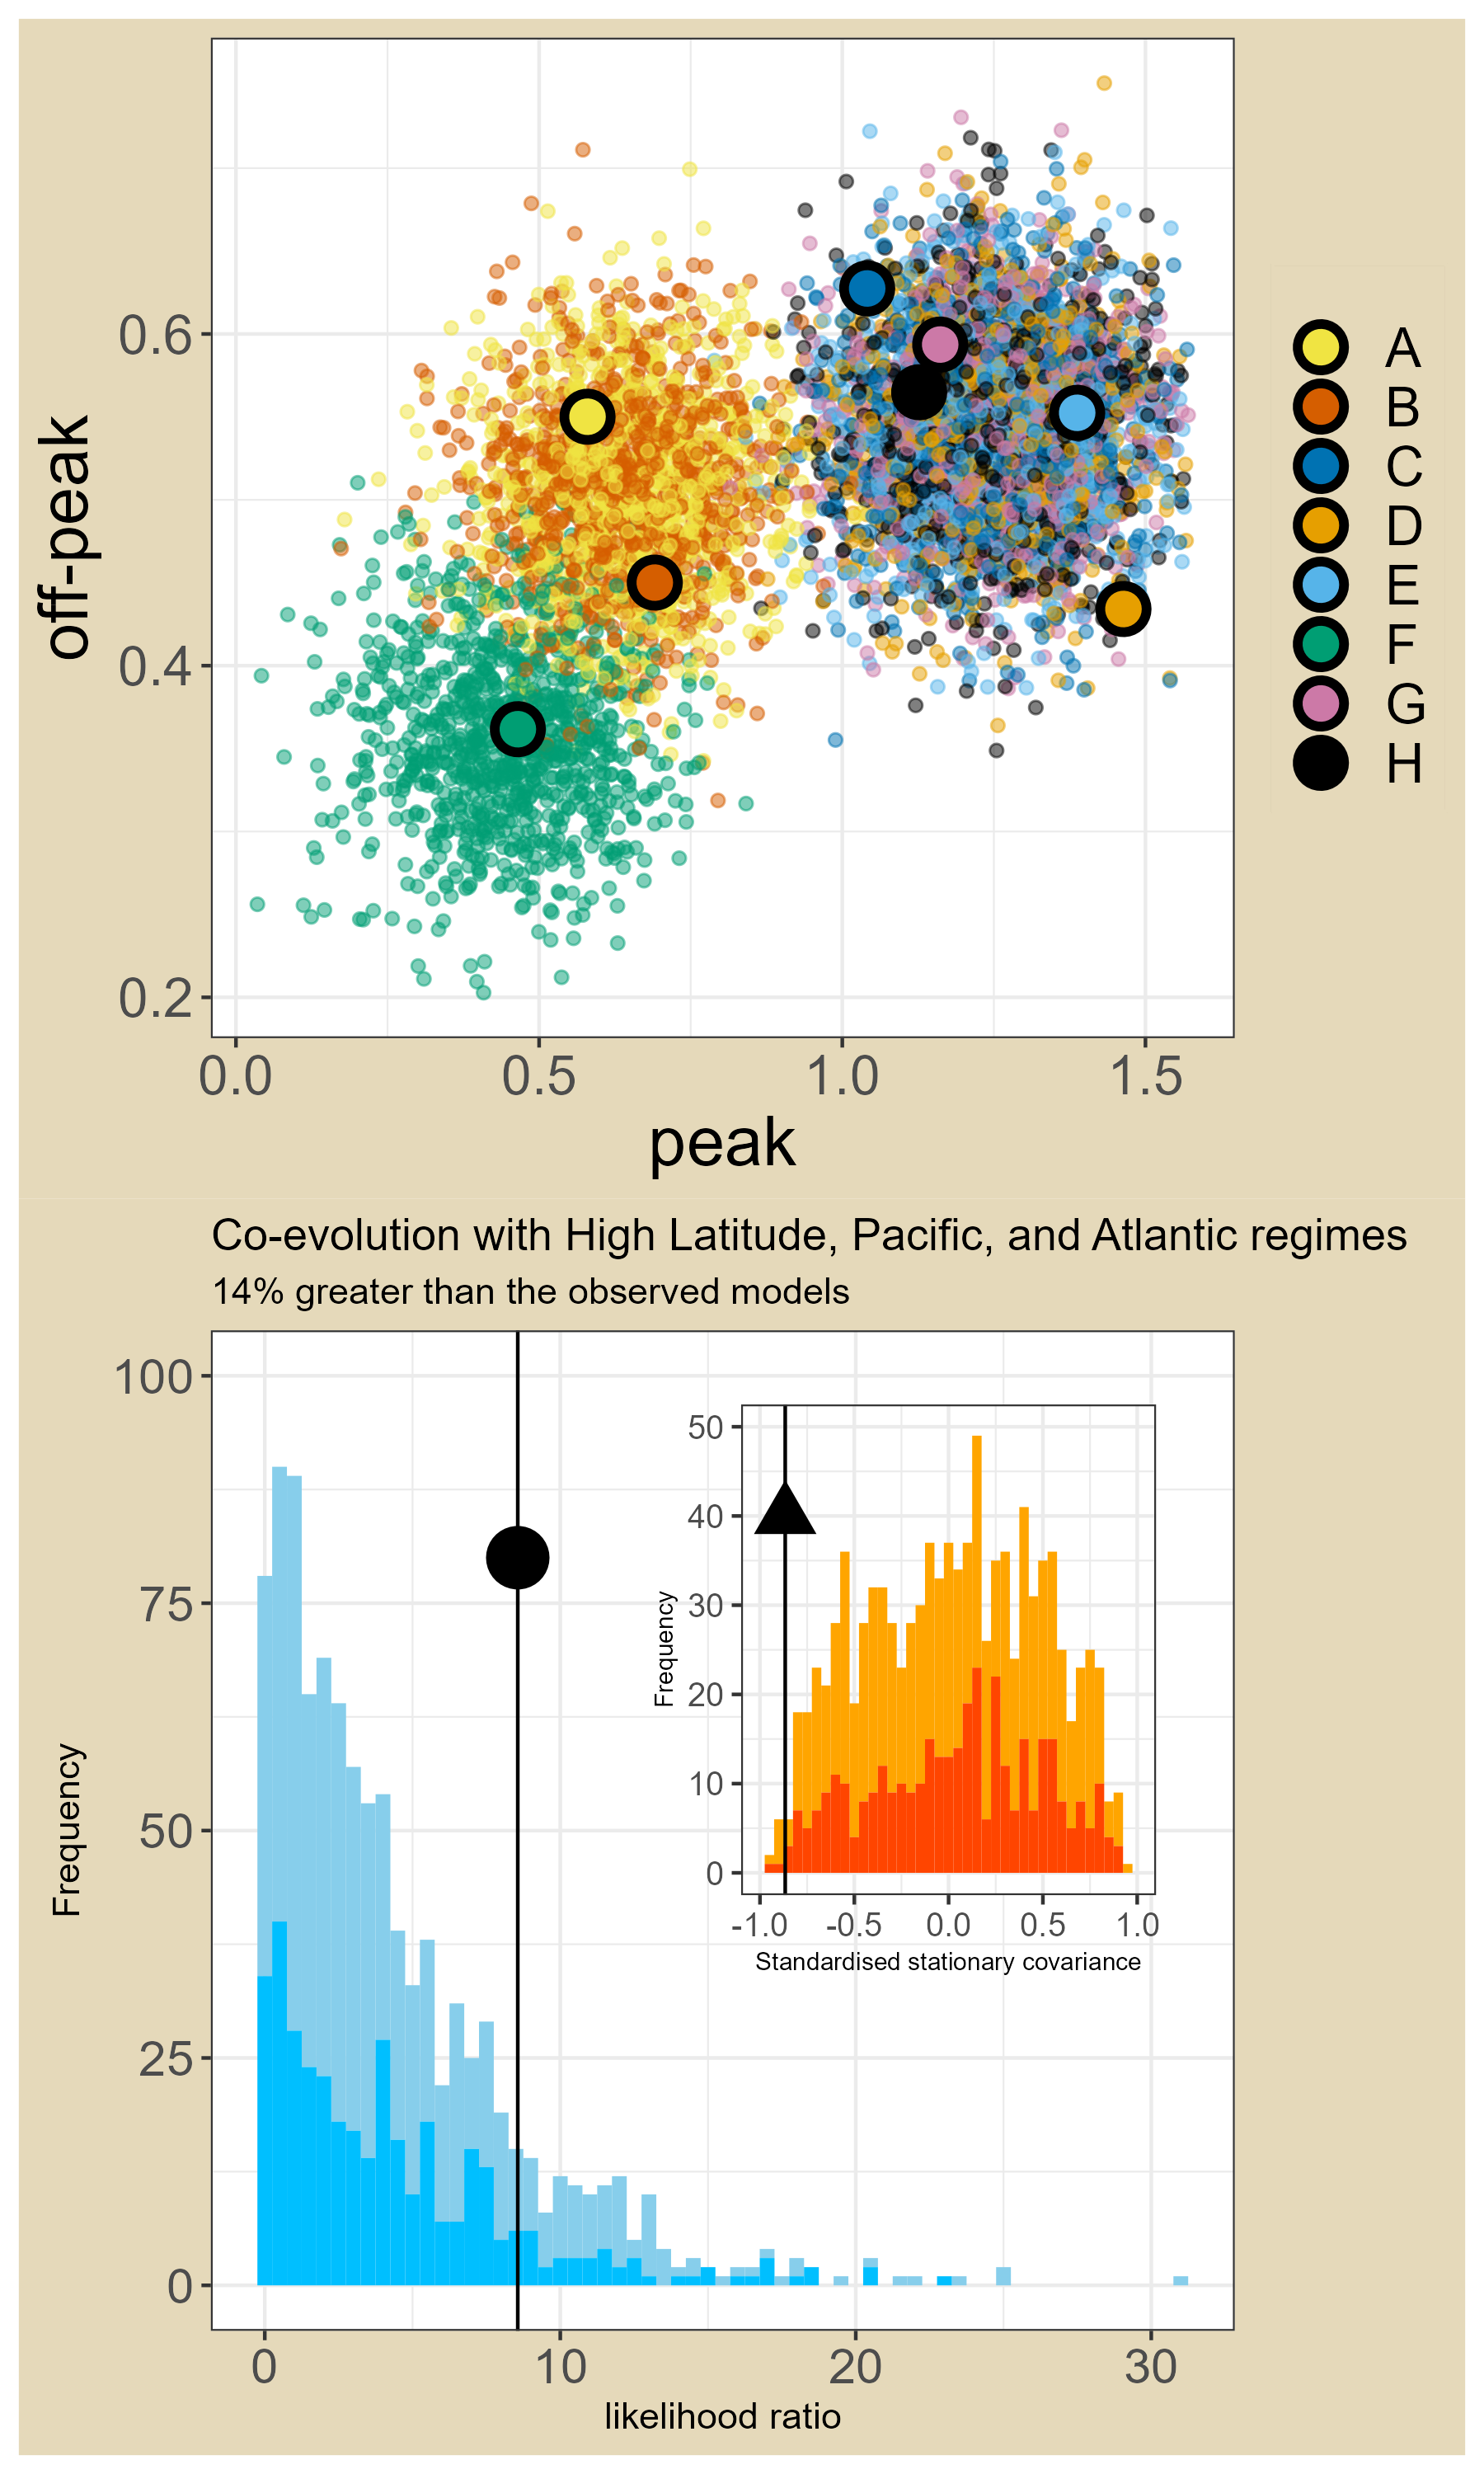 off-peak
0.6
0.4
0.2
0.0 0.5 1.0 1.5
peak
A
B
C
D
E
F
G
H
Co-evolution with High Latitude, Pacific, and Atlantic regimes
14% greater than the observed models
Frequency
100
75
50
25
0
0 10 20 30
likelihood ratio
Frequency
50
40
30
20
10
0
-1.0 -0.5 0.0 0.5 1.0
Standardised stationary covariance